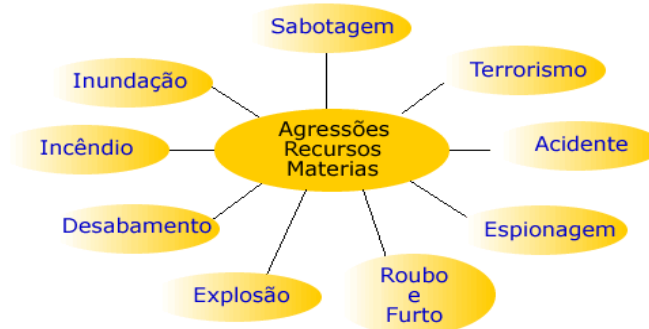 Sabotagem
Inundação
Terrorismo
Agressões
Recursos
Materias
Incêndio
Acidente
Desabamento
Espionagem
Explosão
Roubo
e
Furto